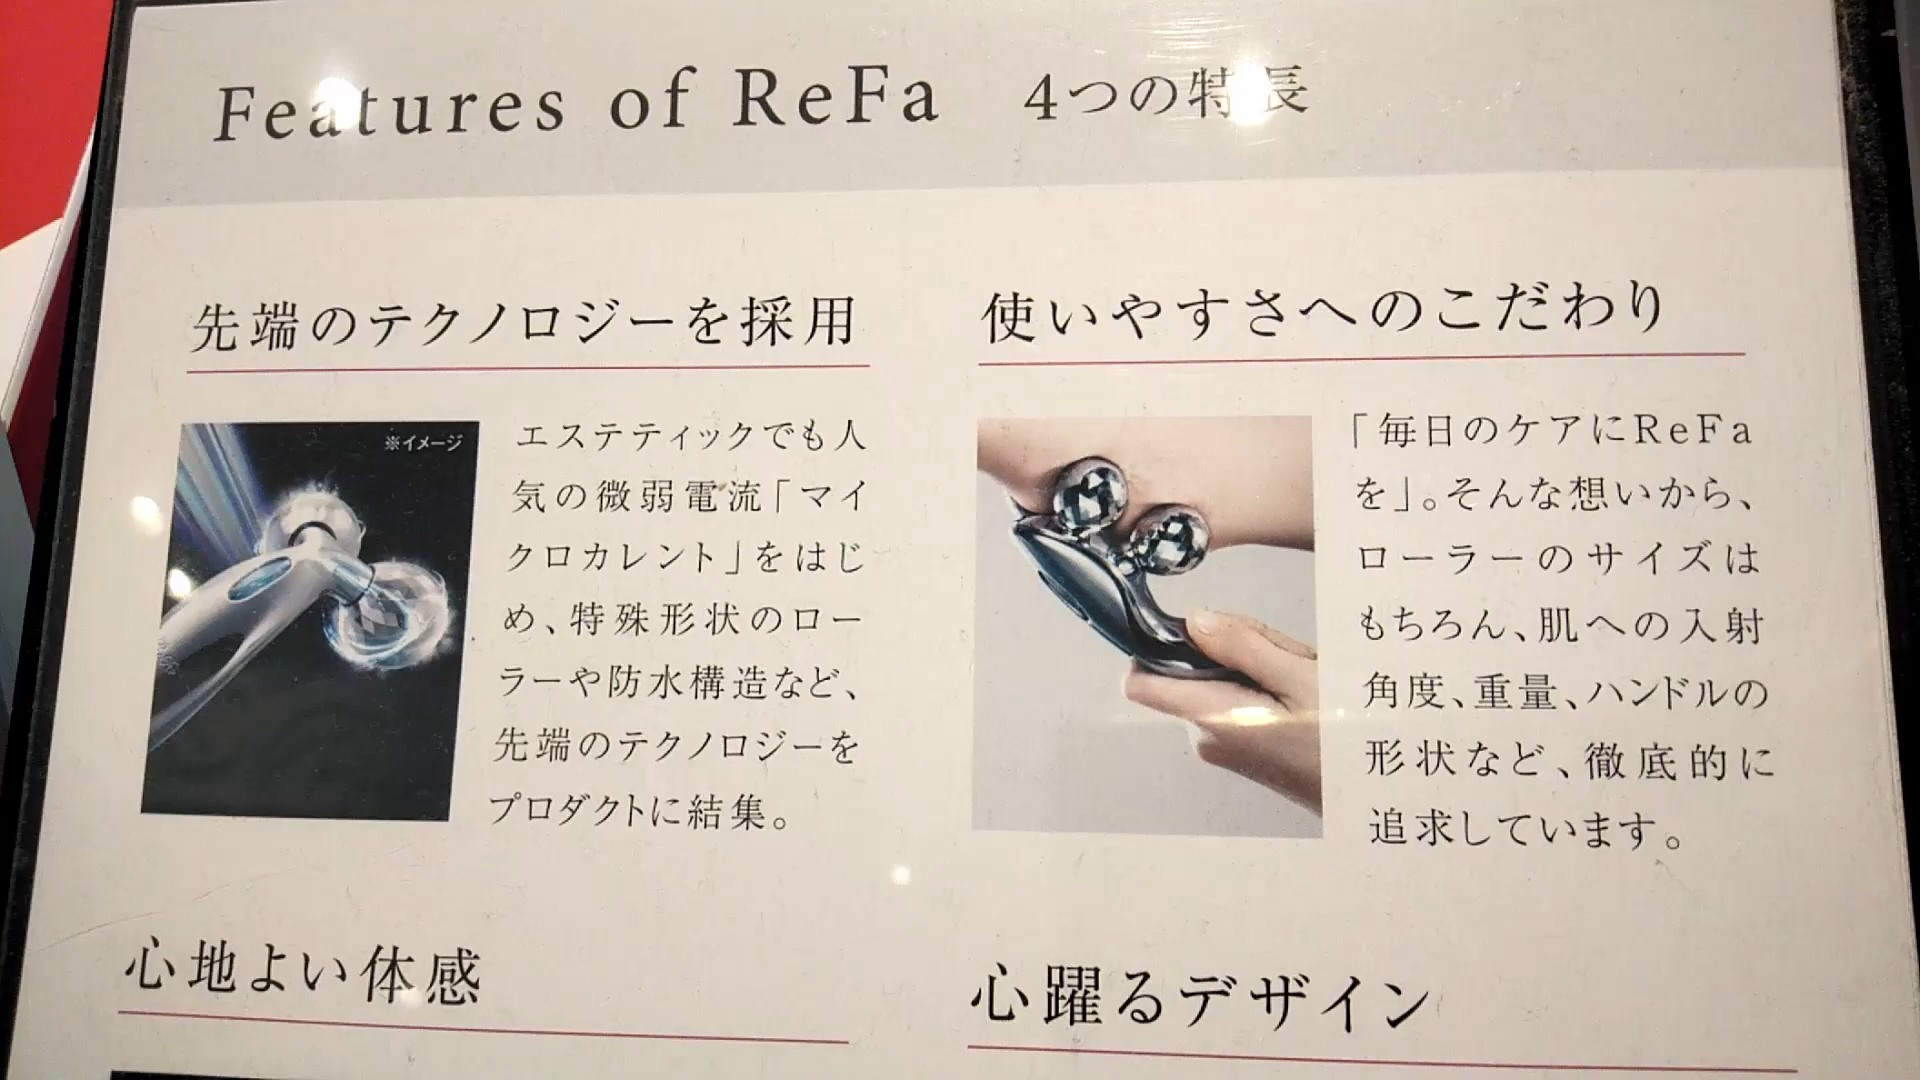 Features of ReFa 4つの特長
先端のテクノロジーを採用
※イメージ
エステティックでも人
気の微弱電流「マイ
クロカレント」をはじ
め、特殊形状のロー
ラーや防水構造など、
先端のテクノロジーを
プロダクトに結集。
使いやすさへのこだわり
「毎日のケアにReFa
を」。そんな想いから、
ローラーのサイズは
もちろん、肌への入射
角度、重量、ハンドルの
形状など、徹底的に
追求しています。
心地よい体感
心躍るデザイン